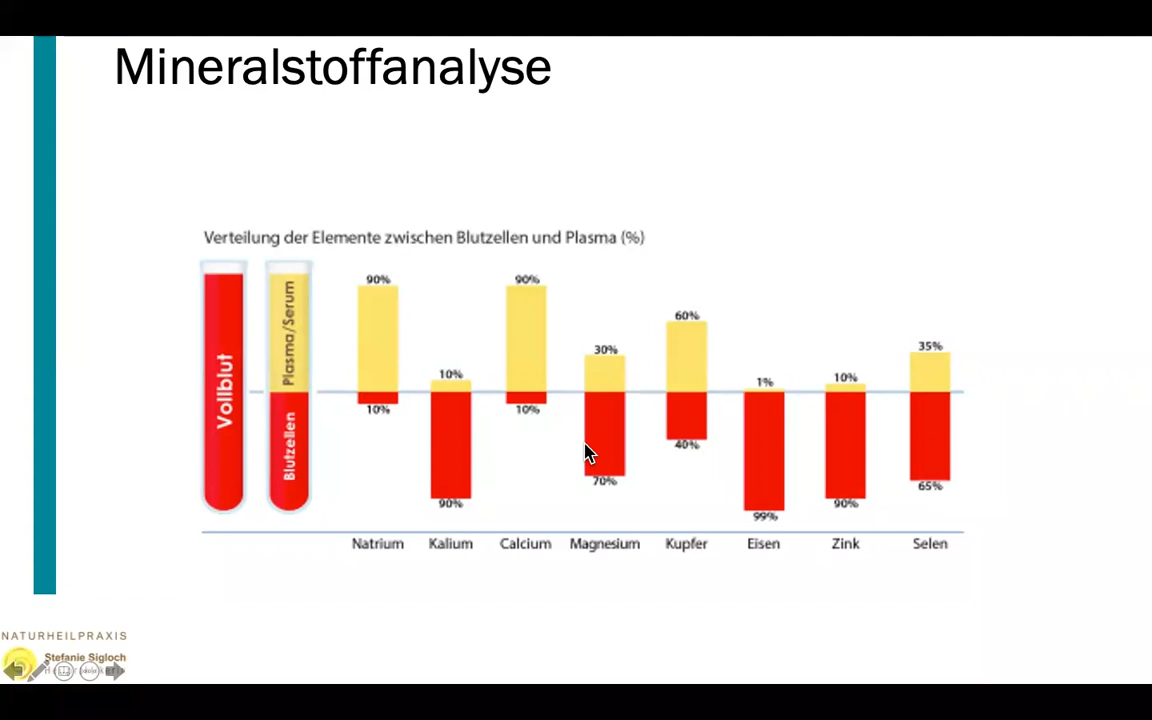 Mineralstoffanalyse
Verteilung der Elemente zwischen Blutzellen und Plasma (%)
Vollblut
Plasma/Serum
Blutzellen
90% 10% 90% 30% 60% 1% 10% 35%
10% 90% 10% 70% 40% 99% 90% 65%
Natrium Kalium Calcium Magnesium Kupfer Eisen Zink Selen
NATURHEILPRAXIS
Stefanie Sigloch